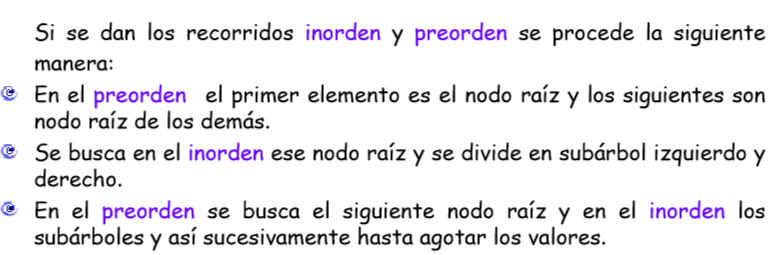 Si se dan los recorridos inorden y preorden se procede la siguiente
manera:
En el preorden el primer elemento es el nodo raíz y los siguientes son
nodo raíz de los demás.
Se busca en el inorden ese nodo raíz y se divide en subárbol izquierdo y
derecho.
En el preorden se busca el siguiente nodo raíz y en el inorden los
subárboles y así sucesivamente hasta agotar los valores.